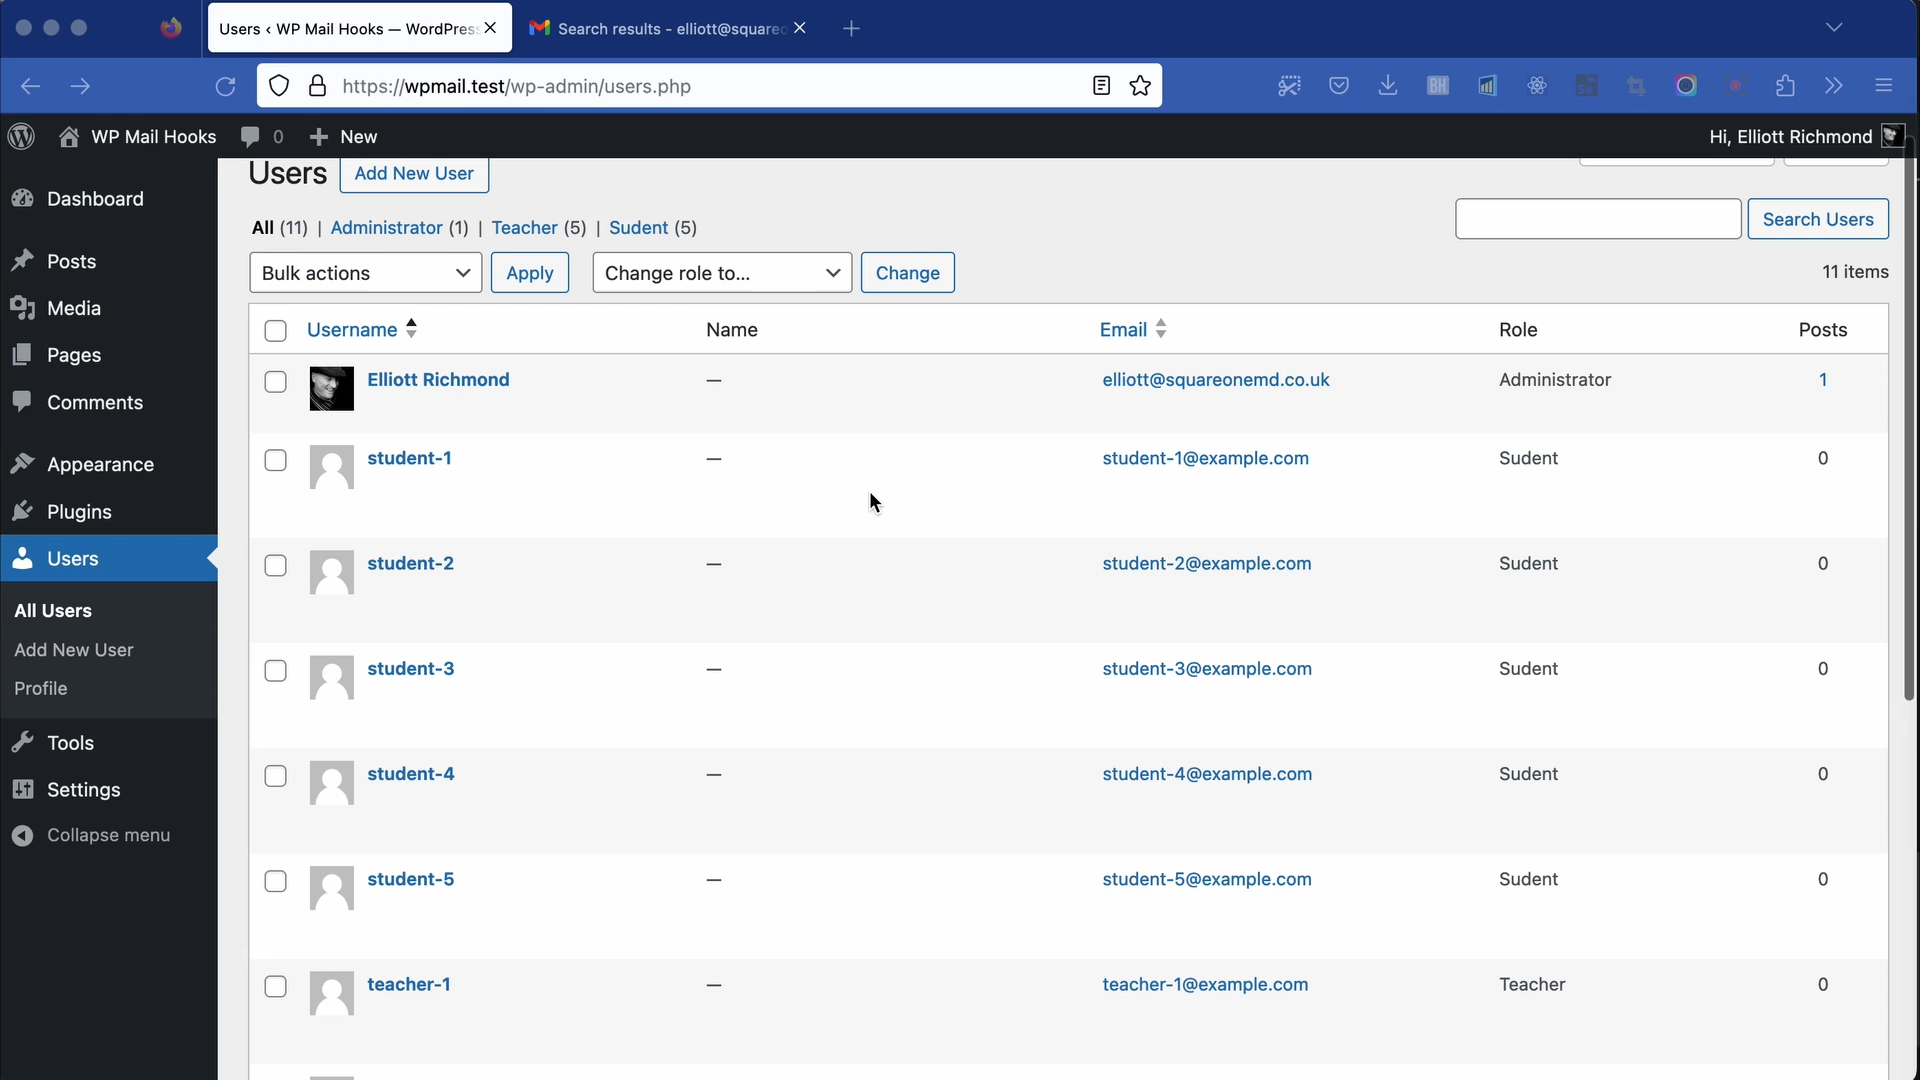 Users ‹ WP Mail Hooks — WordPres
Search results - elliott@square
https://wpmail.test/wp-admin/users.php
BH
WP Mail Hooks
0
New
Hi, Elliott Richmond
Dashboard
Posts
Media
Pages
Comments
Appearance
Plugins
Users
All Users
Add New User
Profile
Tools
Settings
Collapse menu
Users
Add New User
All (11) | Administrator (1) | Teacher (5) | Sudent (5)
Search Users
Bulk actions
Apply
Change role to...
Change
11 items
Username Name Email Role Posts
Elliott Richmond — elliott@squareonemd.co.uk Administrator 1
student-1 — student-1@example.com Sudent 0
student-2 — student-2@example.com Sudent 0
student-3 — student-3@example.com Sudent 0
student-4 — student-4@example.com Sudent 0
student-5 — student-5@example.com Sudent 0
teacher-1 — teacher-1@example.com Teacher 0